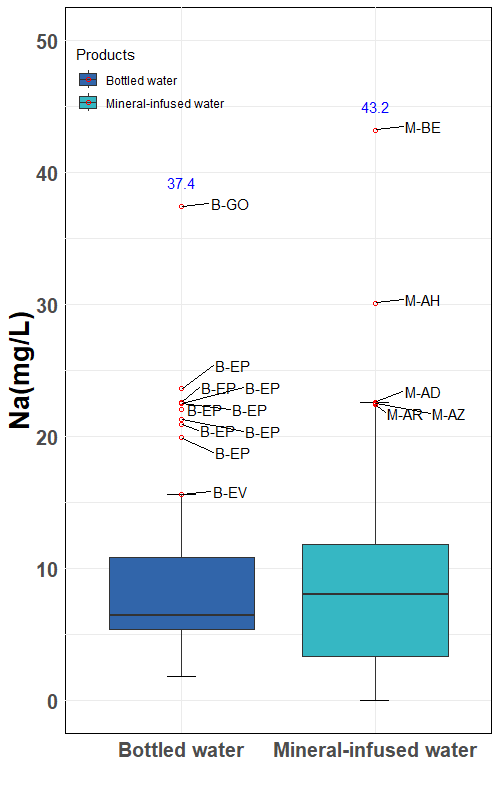 50
Products
Bottled water
Mineral-infused water
43.2
M-BE
40
37.4
B-GO
Na(mg/L)
30
M-AH
B-EP
B-EP B-EP
M-AD
B-EP B-EP
M-AR M-AZ
B-EP B-EP
20
B-EP
B-EV
10
0
Bottled water Mineral-infused water